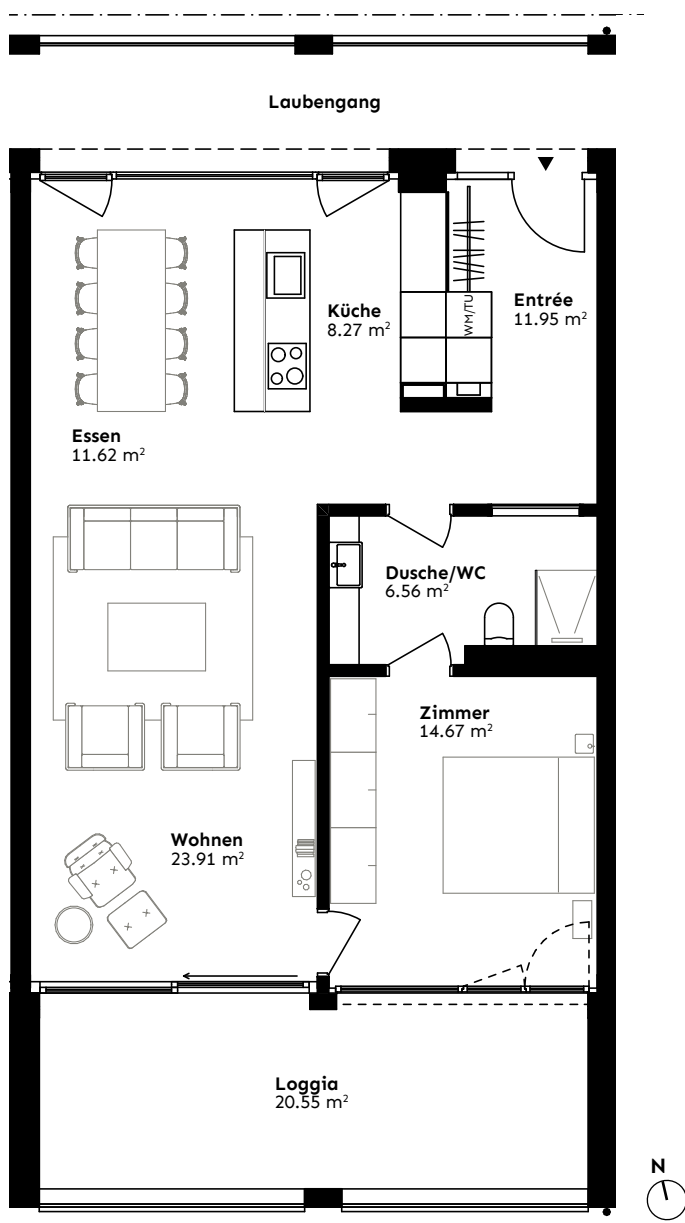 Laubengang
Küche
8.27 m²
WM/TU
Entrée
11.95 m²
Essen
11.62 m²
Dusche/WC
6.56 m²
Zimmer
14.67 m²
Wohnen
23.91 m²
Loggia
20.55 m²
N